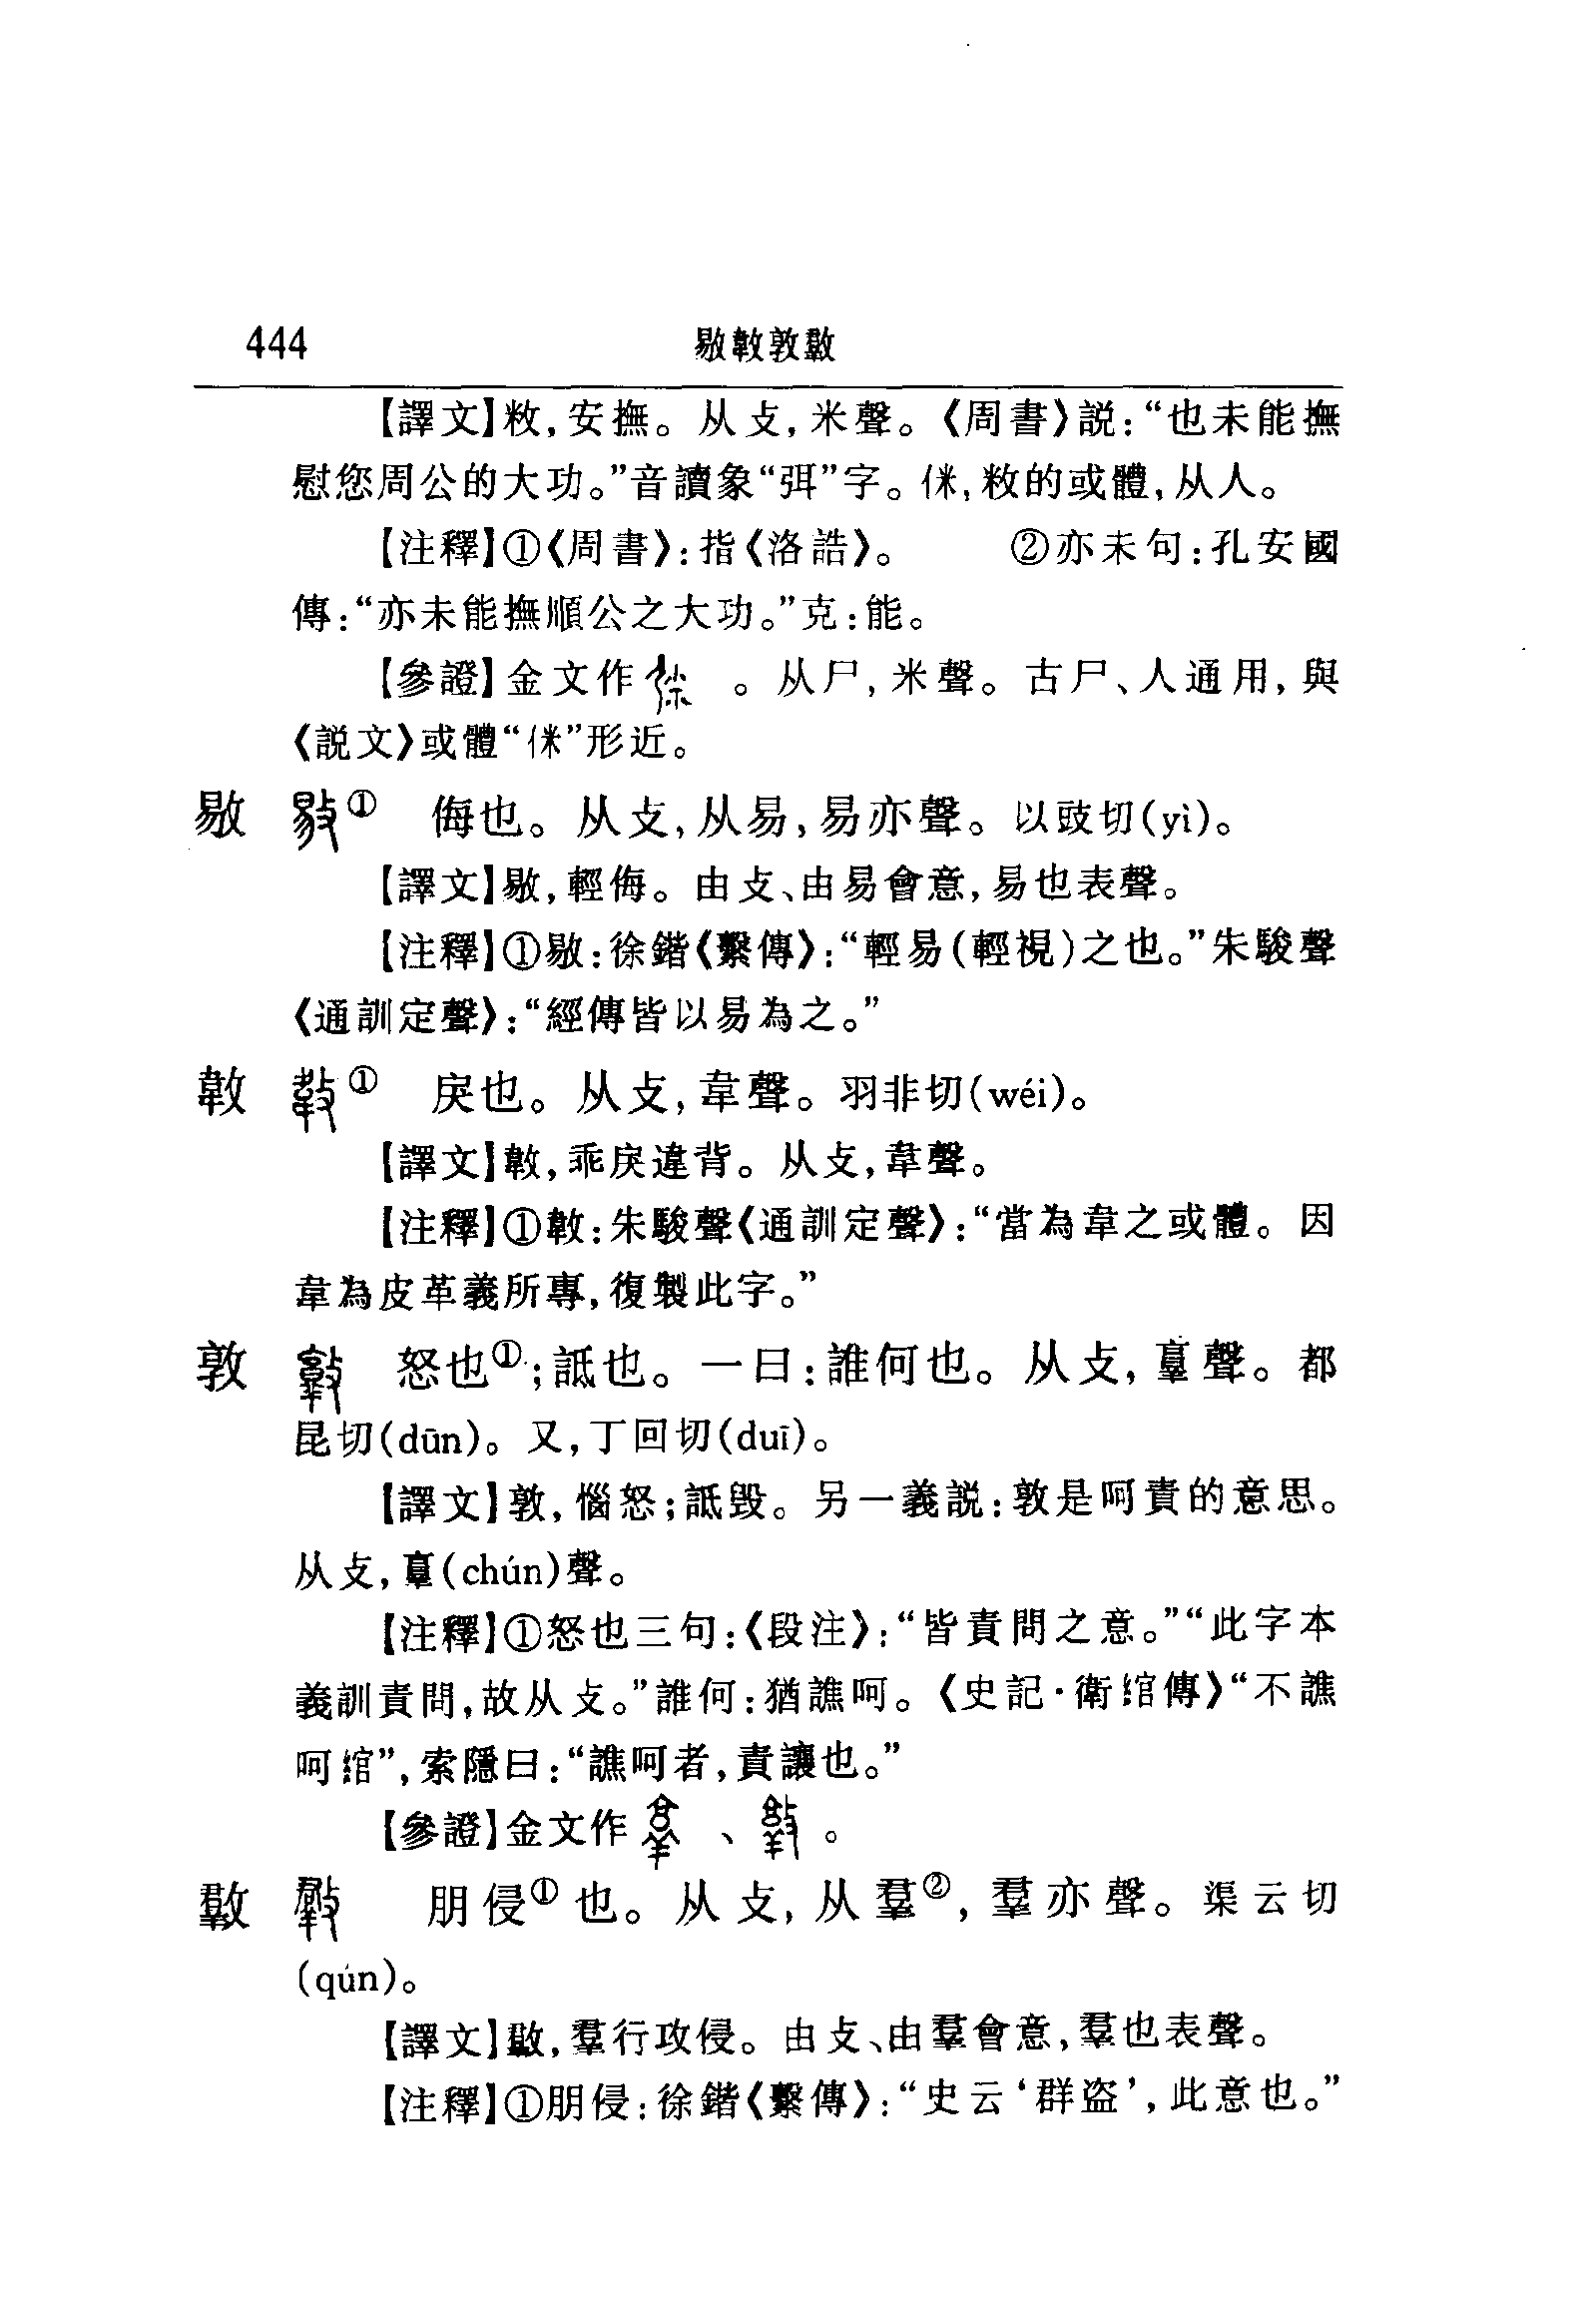 444 敡敼敦𣀄
【譯文】敉,安撫。从攴,米聲。《周書》説:“也未能撫
慰您周公的大功。”音讀象“弭”字。侎,敉的或體,从人。
【注釋】①《周書》:指《洛誥》。 ②亦未句:孔安國
傳:“亦未能撫順公之大功。”克:能。
【參證】金文作 。从尸,米聲。古尸、人通用,與
《説文》或體“侎”形近。
敡 ① 侮也。从攴,从易,易亦聲。以豉切(yì)。
【譯文】敡,輕侮。由攴、由易會意,易也表聲。
【注釋】①敡:徐鍇《繫傳》:“輕易(輕視)之也。”朱駿聲
《通訓定聲》:“經傳皆以易為之。”
① 戾也。从攴,韋聲。羽非切(wéi)。
【譯文】,乖戾違背。从攴,韋聲。
【注釋】①:朱駿聲《通訓定聲》:“當為韋之或體。因
韋為皮革義所專,復製此字。”
敦 怒也①;詆也。一曰:誰何也。从攴,𦎫聲。都
昆切(dūn)。又,丁回切(duī)。
【譯文】敦,惱怒;詆毀。另一義説:敦是呵責的意思。
从攴,𦎫(chún)聲。
【注釋】①怒也三句:《段注》:“皆責問之意。”“此字本
義訓責問,故从攴。”誰何:猶譙呵。《史記·衛綰傳》“不譙
呵綰”,索隱曰:“譙呵者,責讓也。”
【參證】金文作 、 。
朋侵①也。从攴,从羣②,羣亦聲。渠云切
(qún)。
【譯文】,羣行攻侵。由攴、由羣會意,羣也表聲。
【注釋】①朋侵:徐鍇《繫傳》:“史云‘群盜’,此意也。”